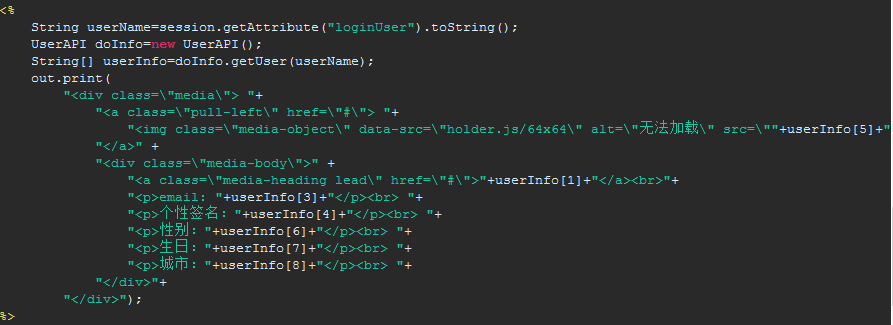 <%
String userName=session.getAttribute("loginUser").toString();
UserAPI doInfo=new UserAPI();
String[] userInfo=doInfo.getUser(userName);
out.print(
"<div class=\"media\"> "+
"<a class=\"pull-left\" href=\"#\"> "+
"<img class=\"media-object\" data-src=\"holder.js/64x64\" alt=\"无法加载\" src=\""+userInfo[5]+"
"</a>" +
"<div class=\"media-body\">" +
"<a class=\"media-heading lead\" href=\"#\">"+userInfo[1]+"</a><br>"+
"<p>email: "+userInfo[3]+"</p><br> "+
"<p>个性签名: "+userInfo[4]+"</p><br> "+
"<p>性别: "+userInfo[6]+"</p><br> "+
"<p>生日: "+userInfo[7]+"</p><br> "+
"<p>城市: "+userInfo[8]+"</p><br> "+
"</div>"+
"</div>");
%>